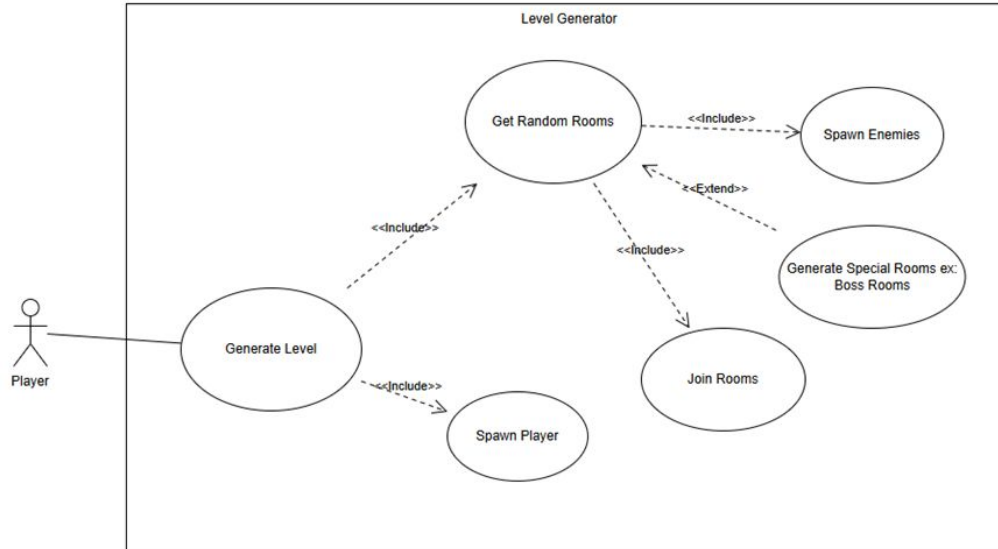 Level Generator
Get Random Rooms
<<Include>>
Spawn Enemies
<<Extend>>
<<Include>>
<<Include>>
Generate Special Rooms ex:
Boss Rooms
Generate Level
Player
Join Rooms
<<Include>>
Spawn Player